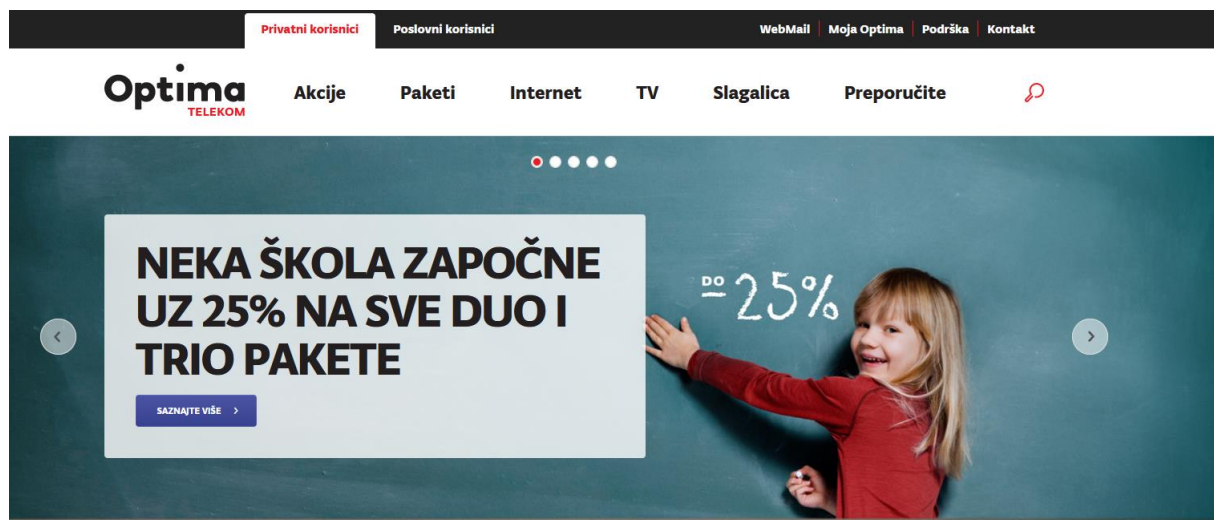 Privatni korisnici Poslovni korisnici WebMail Moja Optima Podrška Kontakt
Optima
TELEKOM
Akcije Paketi Internet TV Slagalica Preporučite
NEKA ŠKOLA ZAPOČNE
UZ 25% NA SVE DUO I
TRIO PAKETE
SAZNAJTE VIŠE
DO -25%